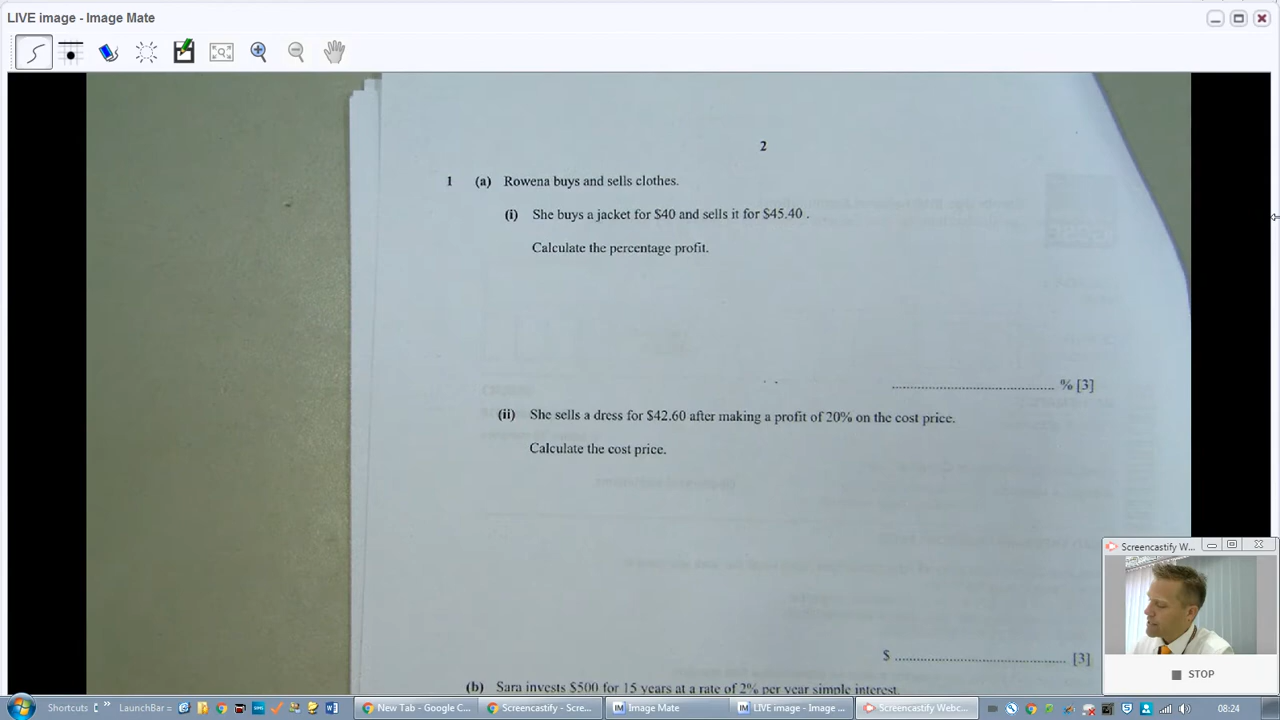 LIVE image - Image Mate
2
1 (a) Rowena buys and sells clothes.
(i) She buys a jacket for $40 and sells it for $45.40 .
Calculate the percentage profit.
% [3]
(ii) She sells a dress for $42.60 after making a profit of 20% on the cost price.
Calculate the cost price.
$ [3]
(b) Sara invests $500 for 15 years at a rate of 2% per year simple interest.
Screencastify W...
STOP
Shortcuts
LaunchBar
New Tab - Google C...
Screencastify - Scre...
Image Mate
LIVE image - Image ...
Screencastify Webc...
08:24